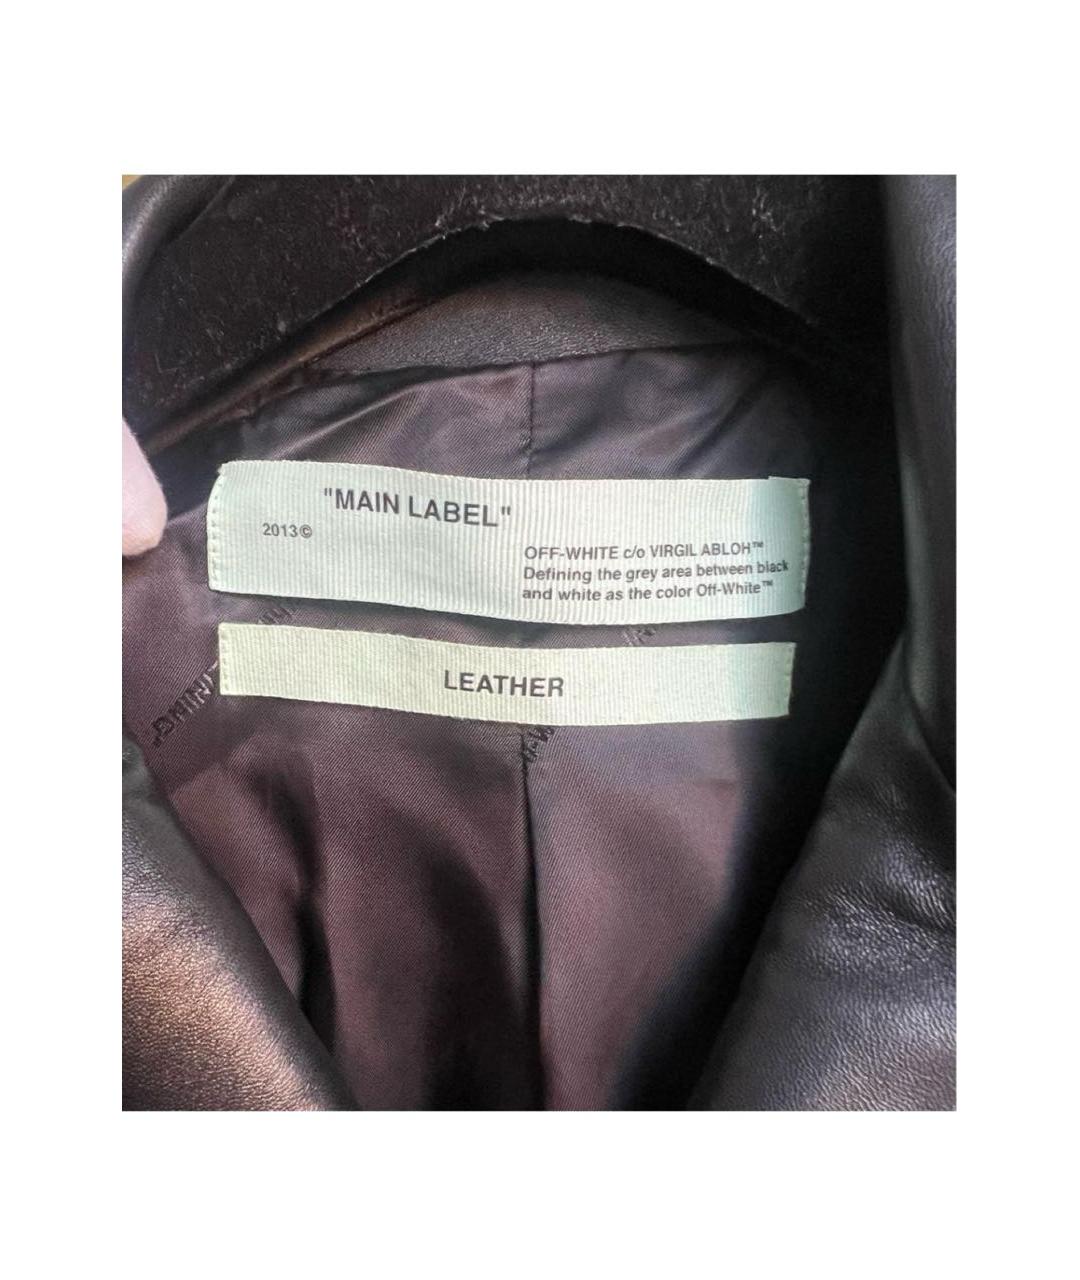 "MAIN LABEL"
2013©
OFF-WHITE c/o VIRGIL ABLOH™
Defining the grey area between black
and white as the color Off-White™
LEATHER